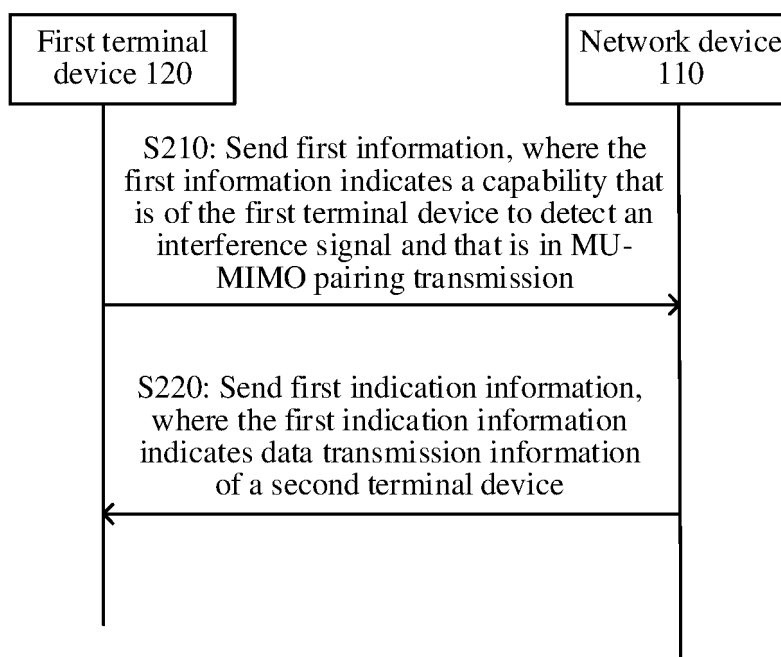 First terminal
device 120
Network device
110
S210: Send first information, where the
first information indicates a capability that
is of the first terminal device to detect an
interference signal and that is in MU-
MIMO pairing transmission
S220: Send first indication information,
where the first indication information
indicates data transmission information
of a second terminal device